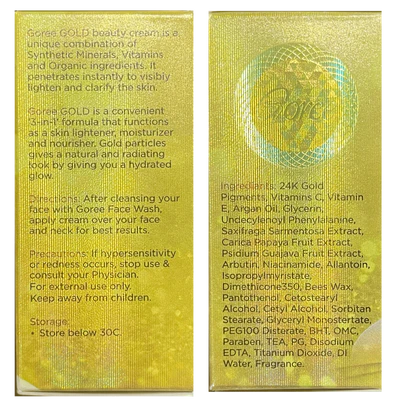 Goree GOLD beauty cream is a
unique combination of
Synthetic Minerals, Vitamins
and Organic ingredients. It
penetrates instantly to visibly
lighten and clarify the skin.
Goree GOLD is a convenient
'3-in-1' formula that functions
as a skin lightener, moisturizer
and nourisher. Gold particles
gives a natural and radiating
look by giving you a hydrated
glow.
Directions: After cleansing your
face with Goree Face Wash,
apply cream over your face
and neck for best results.
Precautions: If hypersensitivity
or redness occurs, stop use &
consult your Physician.
For external use only.
Keep away from children.
Storage:
• Store below 30C.
Goree
Ingrediants: 24K Gold
Pigments, Vitamins C, Vitamin
E, Argan Oil, Glycerin,
Undecylenoyl Phenylalanine,
Saxifraga Sarmentosa Extract,
Carica Papaya Fruit Extract,
Psidium Guajava Fruit Extract,
Arbutin, Niacinamide, Allantoin,
Isopropylmyristate,
Dimethicone350, Bees Wax,
Pantothenol, Cetostearyl
Alcohol, Cetyl Alcohol, Sorbitan
Stearate, Glyceryl Monostertate,
PEG100 Disterate, BHT, OMC,
Paraben, TEA, PG, Disodium
EDTA, Titanium Dioxide, DI
Water, Fragrance.